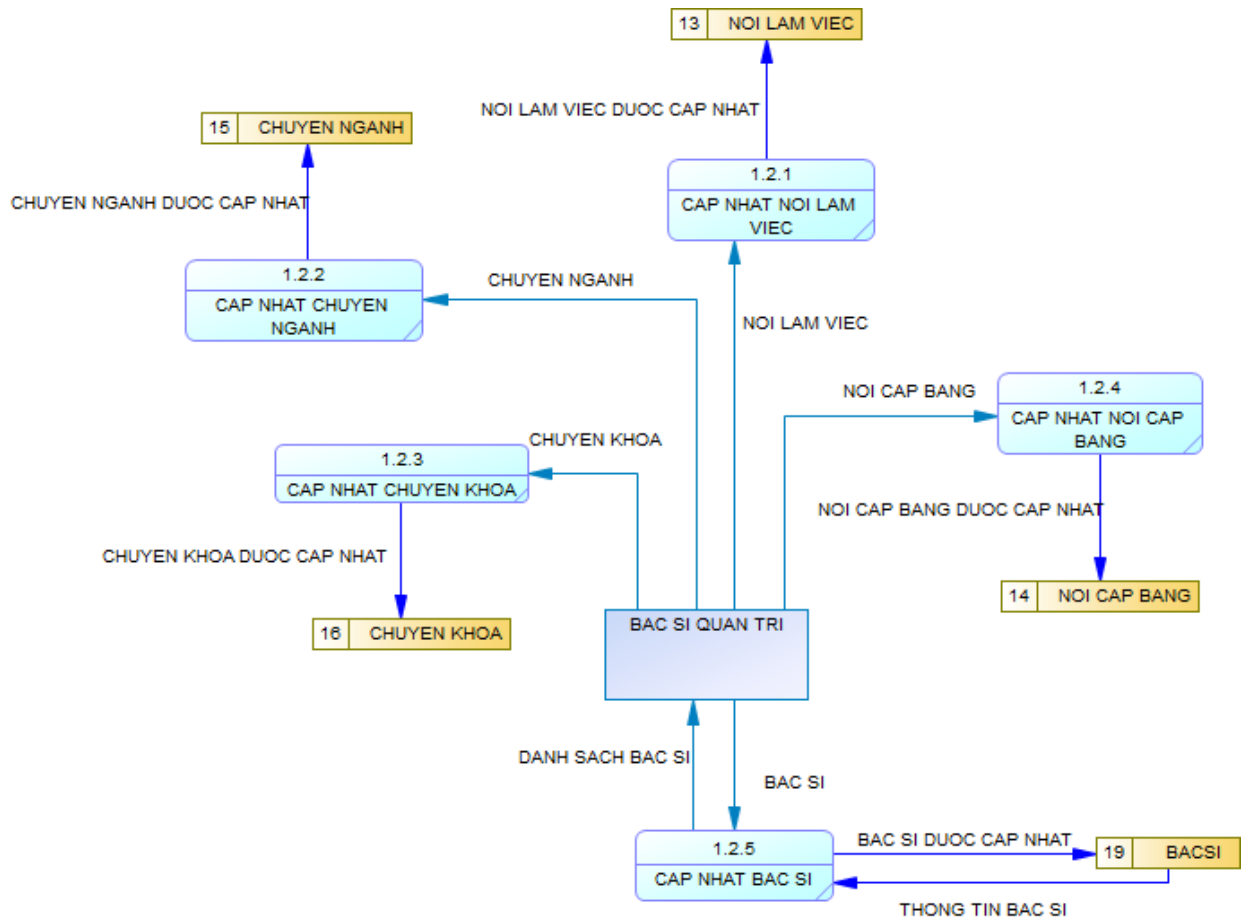 13 NOI LAM VIEC
NOI LAM VIEC DUOC CAP NHAT
15 CHUYEN NGANH
1.2.1
CAP NHAT NOI LAM
VIEC
CHUYEN NGANH DUOC CAP NHAT
1.2.2
CAP NHAT CHUYEN
NGANH
CHUYEN NGANH
NOI LAM VIEC
NOI CAP BANG
1.2.4
CAP NHAT NOI CAP
BANG
CHUYEN KHOA
1.2.3
CAP NHAT CHUYEN KHOA
NOI CAP BANG DUOC CAP NHAT
CHUYEN KHOA DUOC CAP NHAT
14 NOI CAP BANG
16 CHUYEN KHOA
BAC SI QUAN TRI
DANH SACH BAC SI
BAC SI
1.2.5
CAP NHAT BAC SI
BAC SI DUOC CAP NHAT
19 BACSI
THONG TIN BAC SI